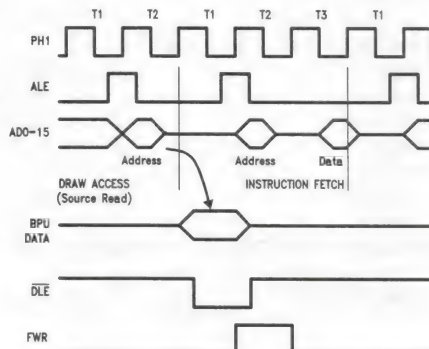 T1 T2 T1 T2 T3 T1
PH1
ALE
ADO-15
Address Address Data
DRAW ACCESS INSTRUCTION FETCH
(Source Read)
BPU
DATA
DLE
FWR